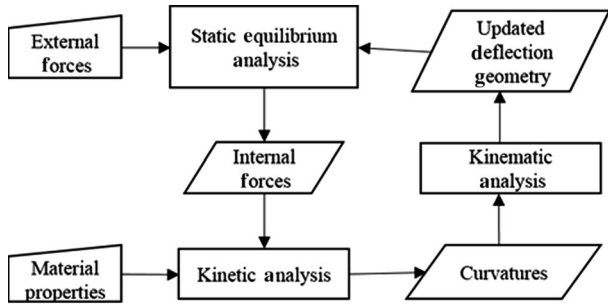 External
forces
Static equilibrium
analysis
Updated
deflection
geometry
Internal
forces
Kinematic
analysis
Material
properties
Kinetic analysis
Curvatures